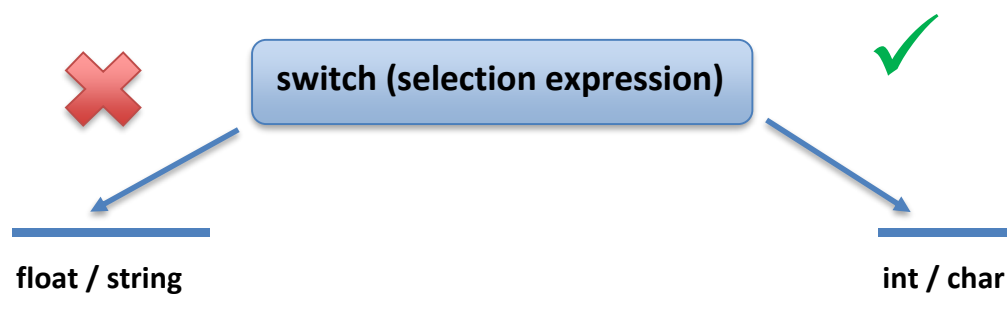 switch (selection expression)
float / string
int / char